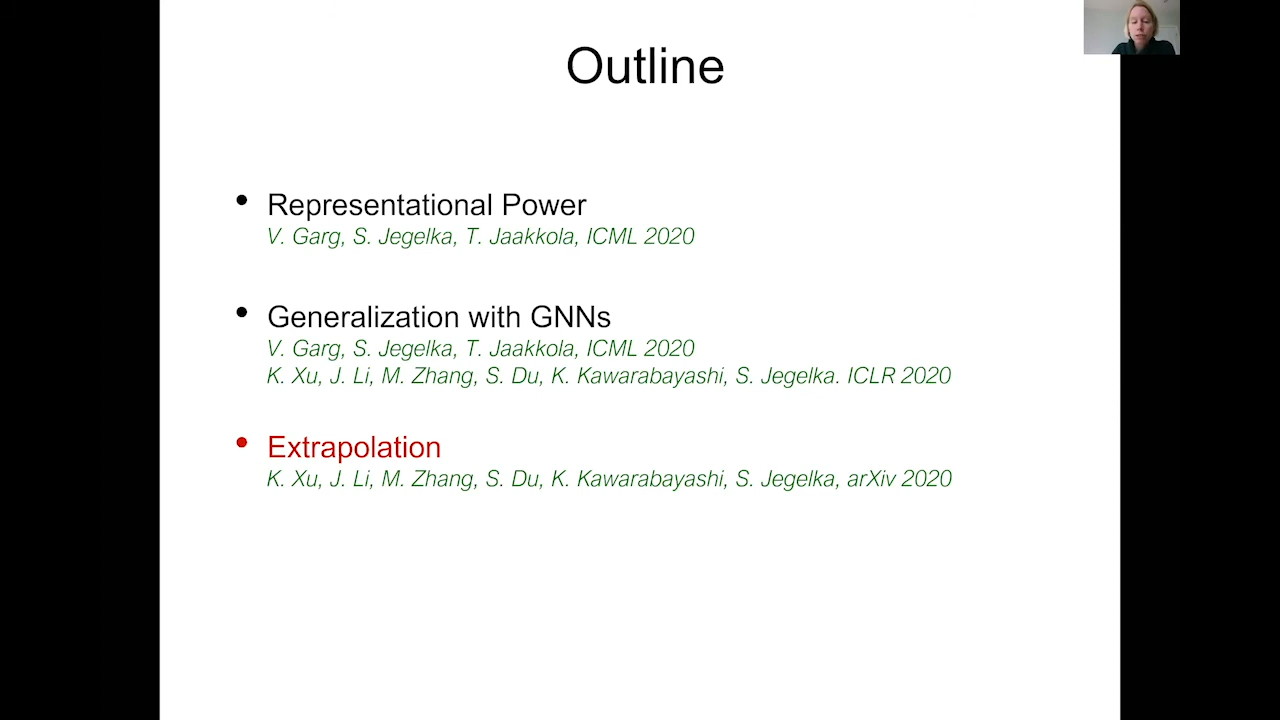 Outline
• Representational Power
V. Garg, S. Jegelka, T. Jaakkola, ICML 2020
• Generalization with GNNs
V. Garg, S. Jegelka, T. Jaakkola, ICML 2020
K. Xu, J. Li, M. Zhang, S. Du, K. Kawarabayashi, S. Jegelka. ICLR 2020
• Extrapolation
K. Xu, J. Li, M. Zhang, S. Du, K. Kawarabayashi, S. Jegelka, arXiv 2020